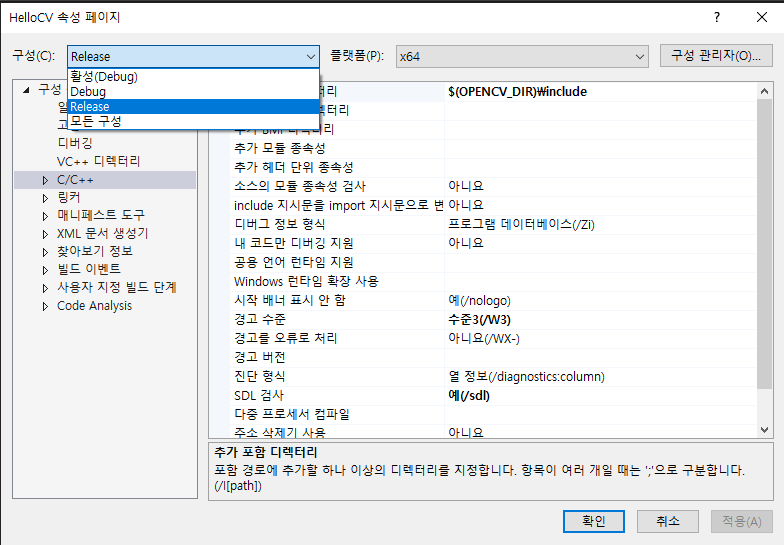 HelloCV 속성 페이지
? ×
구성(C): Release
플랫폼(P): x64
구성 관리자(O)...
활성(Debug)
Debug
Release
모든 구성
구성
디버깅
VC++ 디렉터리
C/C++
링커
매니페스트 도구
XML 문서 생성기
찾아보기 정보
빌드 이벤트
사용자 지정 빌드 단계
Code Analysis
$(OPENCV_DIR)\include
추가 모듈 종속성
추가 헤더 단위 종속성
소스의 모듈 종속성 검사 아니요
include 지시문을 import 지시문으로 변 아니요
디버그 정보 형식 프로그램 데이터베이스(/Zi)
내 코드만 디버깅 지원 아니요
공용 언어 런타임 지원
Windows 런타임 확장 사용
시작 배너 표시 안 함 예(/nologo)
경고 수준 수준3(/W3)
경고를 오류로 처리 아니요(/WX-)
경고 버전
진단 형식 열 정보(/diagnostics:column)
SDL 검사 예(/sdl)
다중 프로세서 컴파일
주소 삭제기 사용 아니요
추가 포함 디렉터리
포함 경로에 추가할 하나 이상의 디렉터리를 지정합니다. 항목이 여러 개일 때는 ';'으로 구분합니다.
(/I[path])
확인
취소
적용(A)